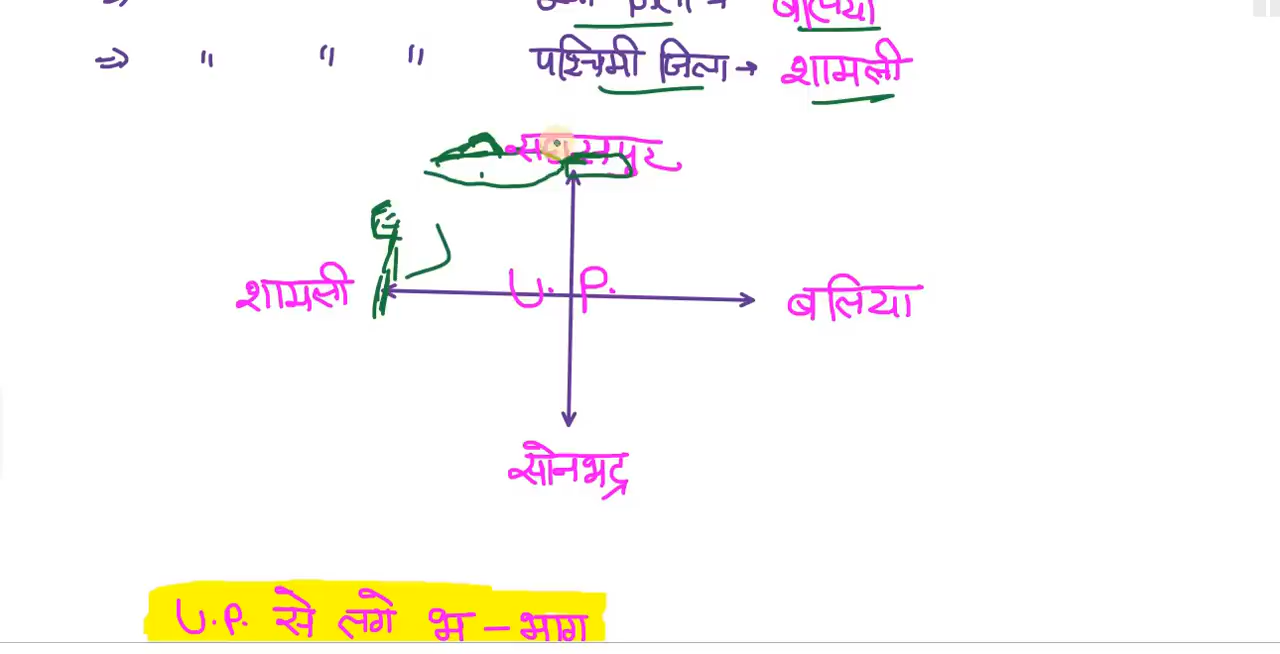 ⇒ " " " पश्चिमी जिला → शामली
शामली U.P. बलिया
सोनभद्र
U.P. से लगे भू - भाग